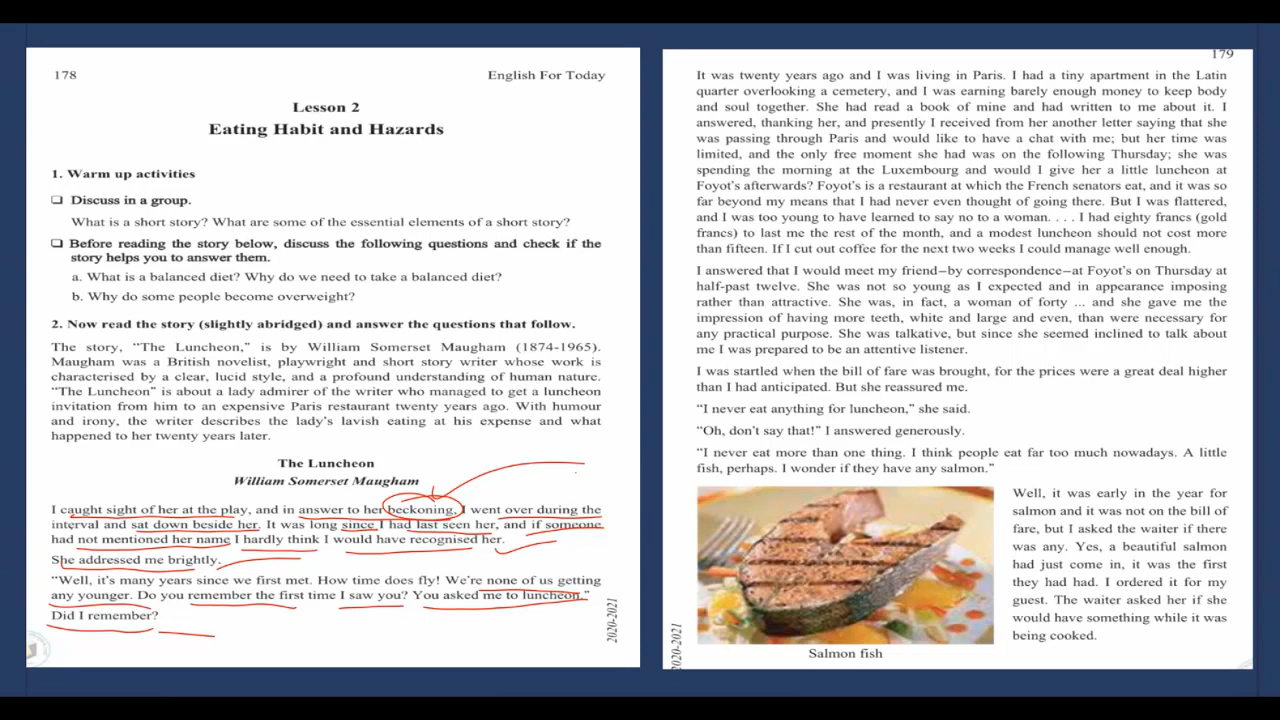 178
English For Today
Lesson 2
Eating Habit and Hazards
1. Warm up activities
❑ Discuss in a group.
What is a short story? What are some of the essential elements of a short story?
❑ Before reading the story below, discuss the following questions and check if the
story helps you to answer them.
a. What is a balanced diet? Why do we need to take a balanced diet?
b. Why do some people become overweight?
2. Now read the story (slightly abridged) and answer the questions that follow.
The story, “The Luncheon,” is by William Somerset Maugham (1874-1965).
Maugham was a British novelist, playwright and short story writer whose work is
characterised by a clear, lucid style, and a profound understanding of human nature.
“The Luncheon” is about a lady admirer of the writer who managed to get a luncheon
invitation from him to an expensive Paris restaurant twenty years ago. With humour
and irony, the writer describes the lady’s lavish eating at his expense and what
happened to her twenty years later.
The Luncheon
William Somerset Maugham
I caught sight of her at the play, and in answer to her beckoning, I went over during the
interval and sat down beside her. It was long since I had last seen her, and if someone
had not mentioned her name I hardly think I would have recognised her.
She addressed me brightly.
“Well, it’s many years since we first met. How time does fly! We’re none of us getting
any younger. Do you remember the first time I saw you? You asked me to luncheon.”
Did I remember?
2020-2021
179
It was twenty years ago and I was living in Paris. I had a tiny apartment in the Latin
quarter overlooking a cemetery, and I was earning barely enough money to keep body
and soul together. She had read a book of mine and had written to me about it. I
answered, thanking her, and presently I received from her another letter saying that she
was passing through Paris and would like to have a chat with me; but her time was
limited, and the only free moment she had was on the following Thursday; she was
spending the morning at the Luxembourg and would I give her a little luncheon at
Foyot’s afterwards? Foyot’s is a restaurant at which the French senators eat, and it was so
far beyond my means that I had never even thought of going there. But I was flattered,
and I was too young to have learned to say no to a woman. . . . I had eighty francs (gold
francs) to last me the rest of the month, and a modest luncheon should not cost more
than fifteen. If I cut out coffee for the next two weeks I could manage well enough.
I answered that I would meet my friend–by correspondence–at Foyot’s on Thursday at
half-past twelve. She was not so young as I expected and in appearance imposing
rather than attractive. She was, in fact, a woman of forty ... and she gave me the
impression of having more teeth, white and large and even, than were necessary for
any practical purpose. She was talkative, but since she seemed inclined to talk about
me I was prepared to be an attentive listener.
I was startled when the bill of fare was brought, for the prices were a great deal higher
than I had anticipated. But she reassured me.
“I never eat anything for luncheon,” she said.
“Oh, don’t say that!” I answered generously.
“I never eat more than one thing. I think people eat far too much nowadays. A little
fish, perhaps. I wonder if they have any salmon.”
Well, it was early in the year for
salmon and it was not on the bill of
fare, but I asked the waiter if there
was any. Yes, a beautiful salmon
had just come in, it was the first
they had had. I ordered it for my
guest. The waiter asked her if she
would have something while it was
being cooked.
Salmon fish
2020-2021